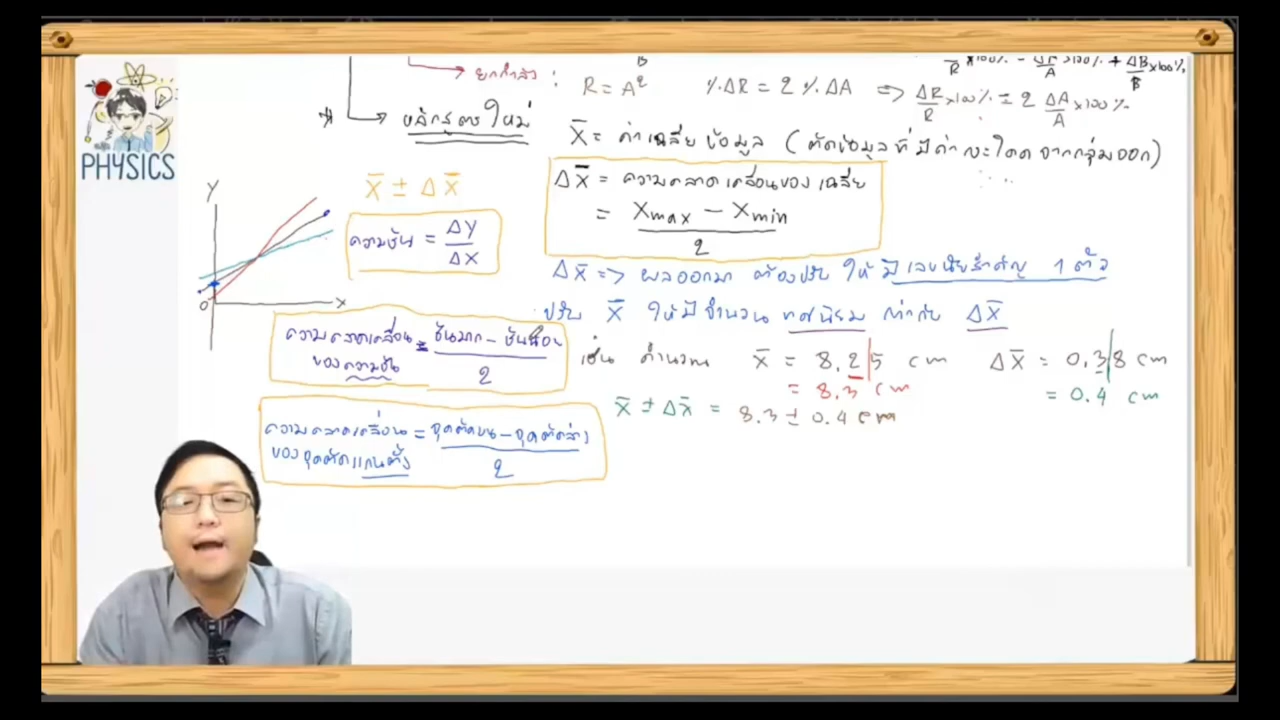 PHYSICS
ยกกำลัง : R = A² %ΔR = 2 %ΔA ⇒ ΔR/R ×100% = 2 ΔA/A ×100%
หลักสูตรใหม่
X̄ = ค่าเฉลี่ยข้อมูล (ตัดข้อมูลที่มีค่ากระโดดจากกลุ่มออก)
ΔX̄ = ความคลาดเคลื่อนของเฉลี่ย
= Xmax − Xmin / 2
X̄ ± ΔX̄
ความชัน = ΔY/ΔX
Y
X
0
ΔX̄ => ผลออกมา ต้องปรับ ให้ มี เลขนัยสำคัญ 1 ตัว
ปรับ X̄ ให้มีจำนวน ทศนิยม เท่ากับ ΔX̄
ความคลาดเคลื่อนของความชัน = ชันมาก − ชันน้อย / 2
เช่น คำนวณ X̄ = 8.25 cm ΔX̄ = 0.38 cm
= 8.3 cm = 0.4 cm
X̄ ± ΔX̄ = 8.3 ± 0.4 cm
ความคลาดเคลื่อนของจุดตัดแกนตั้ง = จุดตัดบน − จุดตัดล่าง / 2